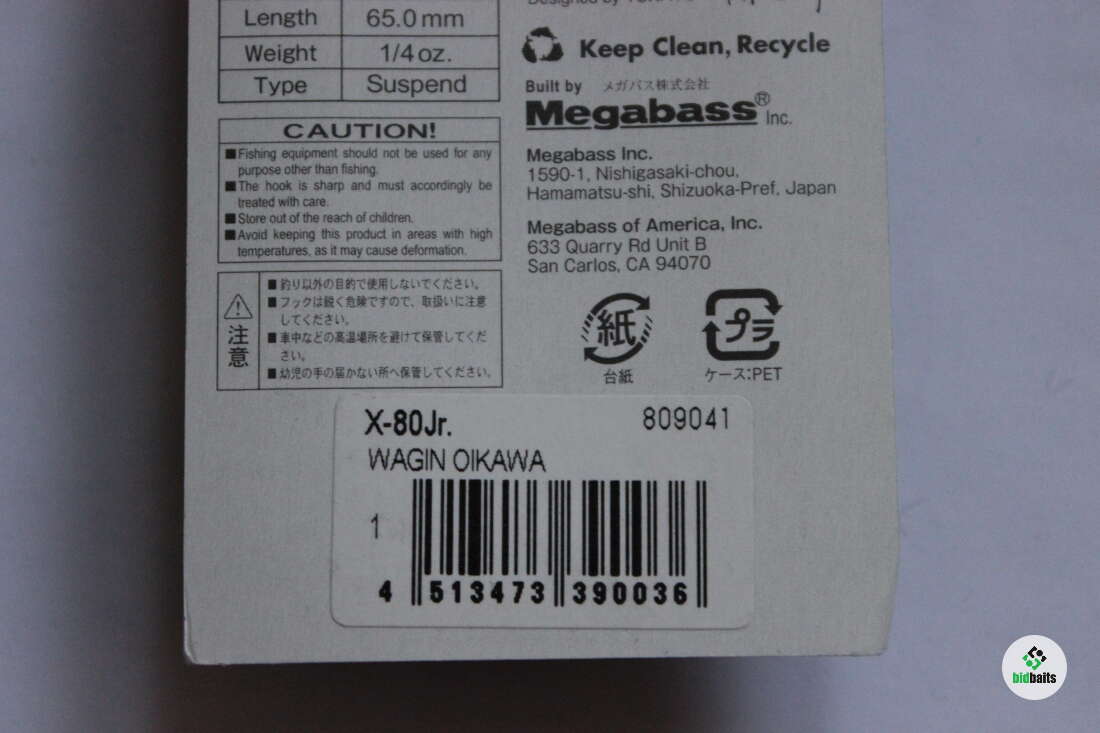 Length 65.0 mm
Weight 1/4 oz.
Type Suspend
CAUTION!
■Fishing equipment should not be used for any
purpose other than fishing.
■The hook is sharp and must accordingly be
treated with care.
■Store out of the reach of children.
■Avoid keeping this product in areas with high
temperatures, as it may cause deformation.
注意
■釣り以外の目的で使用しないでください。
■フックは鋭く危険ですので、取扱いに注意
してください。
■車中などの高温場所を避けて保管してくだ
さい。
■幼児の手の届かない所へ保管してください。
Designed by
Keep Clean, Recycle
Built by メガバス株式会社
Megabass® Inc.
Megabass Inc.
1590-1, Nishigasaki-chou,
Hamamatsu-shi, Shizuoka-Pref, Japan
Megabass of America, Inc.
633 Quarry Rd Unit B
San Carlos, CA 94070
紙 プラ
台紙 ケース:PET
X-80Jr. 809041
WAGIN OIKAWA
1
4 513473 390036
bidbaits